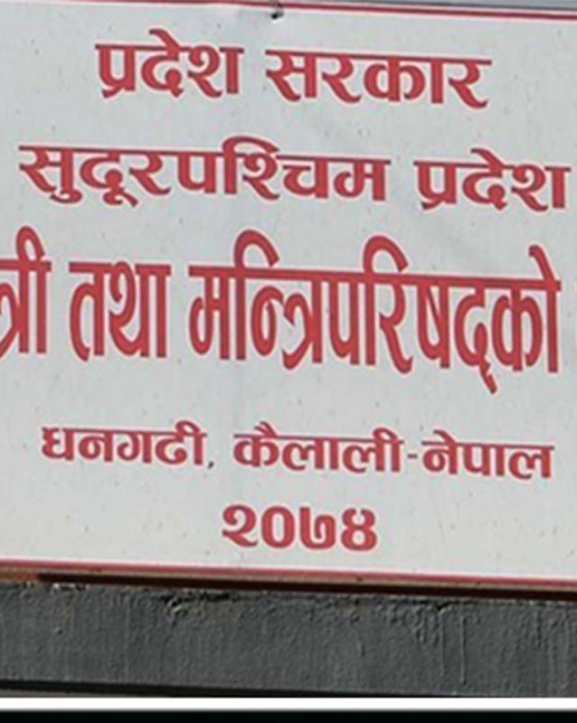 प्रदेश सरकार
सुदूरपश्चिम प्रदेश
त्री तथा मन्त्रिपरिषद्को
धनगढी, कैलाली-नेपाल
२०७४